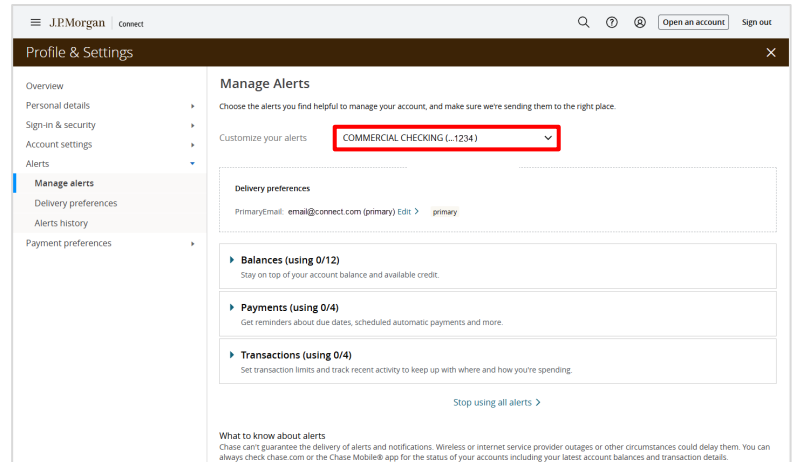 J.P.Morgan Connect Open an account Sign out
Profile & Settings
Overview
Personal details
Sign-in & security
Account settings
Alerts
Manage alerts
Delivery preferences
Alerts history
Payment preferences
Manage Alerts
Choose the alerts you find helpful to manage your account, and make sure we're sending them to the right place.
Customize your alerts COMMERCIAL CHECKING (...1234)
Delivery preferences
PrimaryEmail: email@connect.com (primary) Edit primary
Balances (using 0/12)
Stay on top of your account balance and available credit.
Payments (using 0/4)
Get reminders about due dates, scheduled automatic payments and more.
Transactions (using 0/4)
Set transaction limits and track recent activity to keep up with where and how you're spending.
Stop using all alerts
What to know about alerts
Chase can't guarantee the delivery of alerts and notifications. Wireless or internet service provider outages or other circumstances could delay them. You can
always check chase.com or the Chase Mobile® app for the status of your accounts including your latest account balances and transaction details.